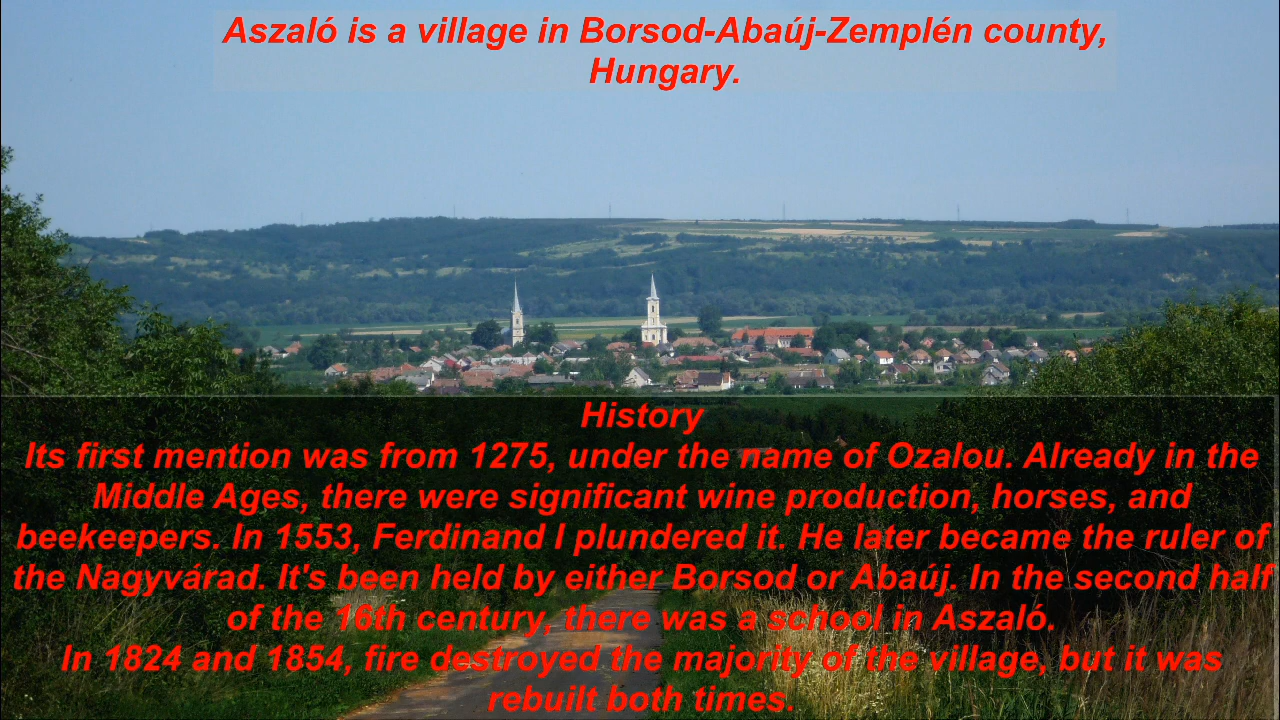 Aszaló is a village in Borsod-Abaúj-Zemplén county,
Hungary.
History
Its first mention was from 1275, under the name of Ozalou. Already in the
Middle Ages, there were significant wine production, horses, and
beekeepers. In 1553, Ferdinand I plundered it. He later became the ruler of
the Nagyvárad. It's been held by either Borsod or Abaúj. In the second half
of the 16th century, there was a school in Aszaló.
In 1824 and 1854, fire destroyed the majority of the village, but it was
rebuilt both times.